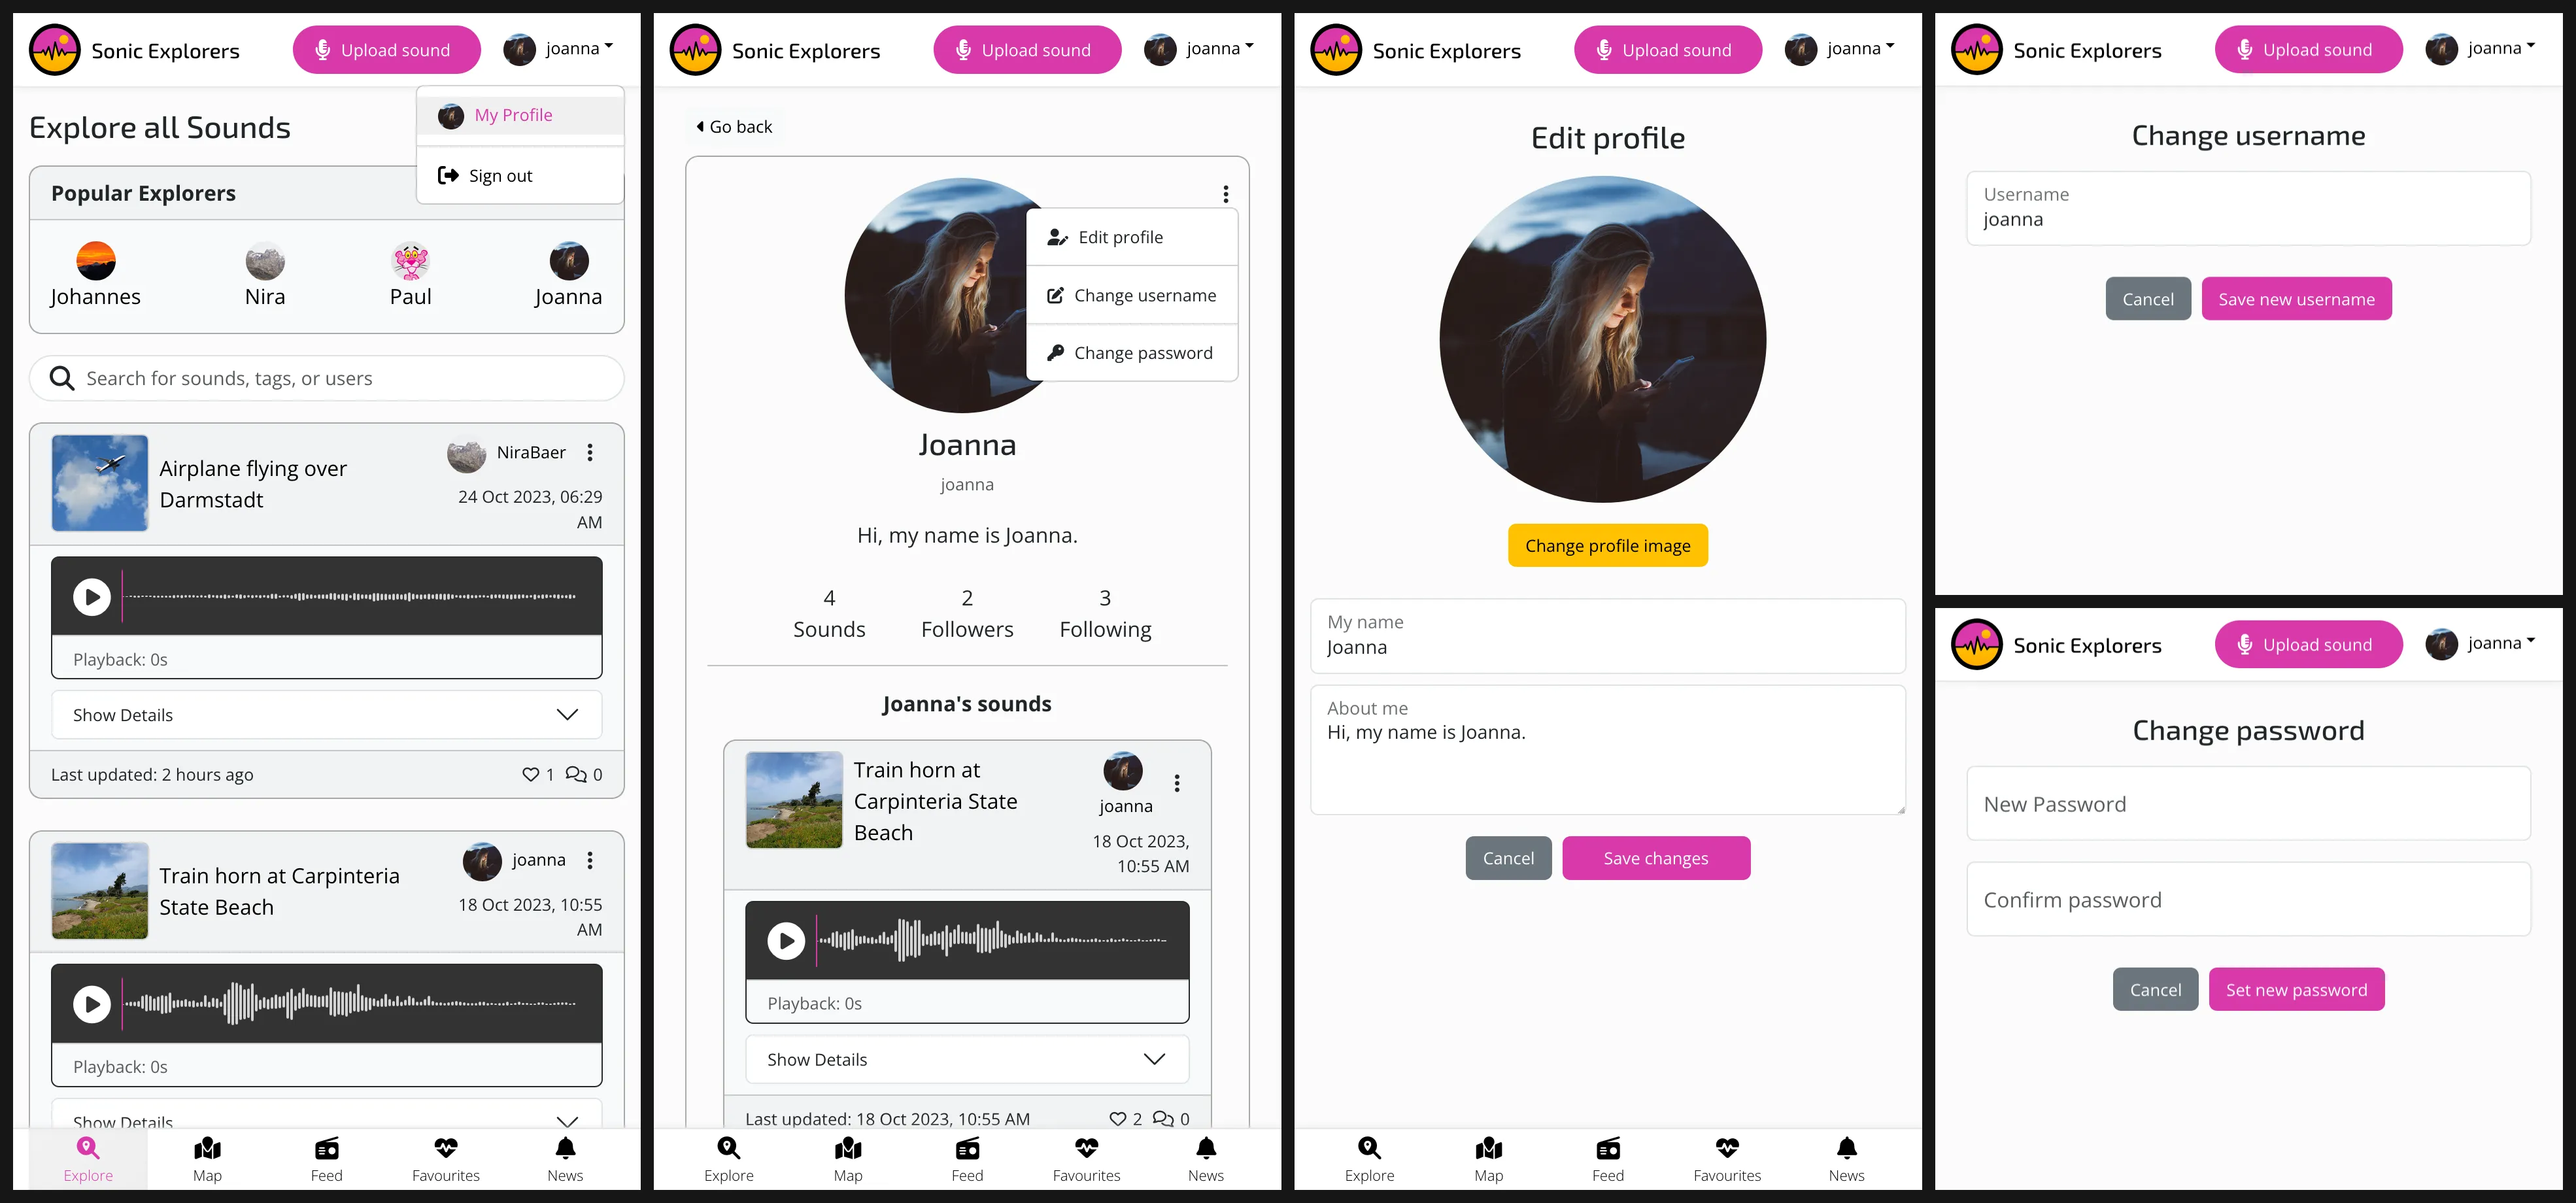 Sonic Explorers
Upload sound
joanna
My Profile
Sign out
Explore all Sounds
Popular Explorers
Johannes
Nira
Paul
Joanna
Search for sounds, tags, or users
Airplane flying over
Darmstadt
NiraBaer
24 Oct 2023, 06:29
AM
Playback: 0s
Show Details
Last updated: 2 hours ago
1
0
Train horn at Carpinteria
State Beach
joanna
18 Oct 2023, 10:55
AM
Playback: 0s
Show Details
Explore
Map
Feed
Favourites
News
Sonic Explorers
Upload sound
joanna
Go back
Edit profile
Change username
Change password
Joanna
joanna
Hi, my name is Joanna.
4
Sounds
2
Followers
3
Following
Joanna's sounds
Train horn at
Carpinteria State
Beach
joanna
18 Oct 2023,
10:55 AM
Playback: 0s
Show Details
Last updated: 18 Oct 2023, 10:55 AM
2
0
Explore
Map
Feed
Favourites
News
Sonic Explorers
Upload sound
joanna
Edit profile
Change profile image
My name
Joanna
About me
Hi, my name is Joanna.
Cancel
Save changes
Explore
Map
Feed
Favourites
News
Sonic Explorers
Upload sound
joanna
Change username
Username
joanna
Cancel
Save new username
Sonic Explorers
Upload sound
joanna
Change password
New Password
Confirm password
Cancel
Set new password